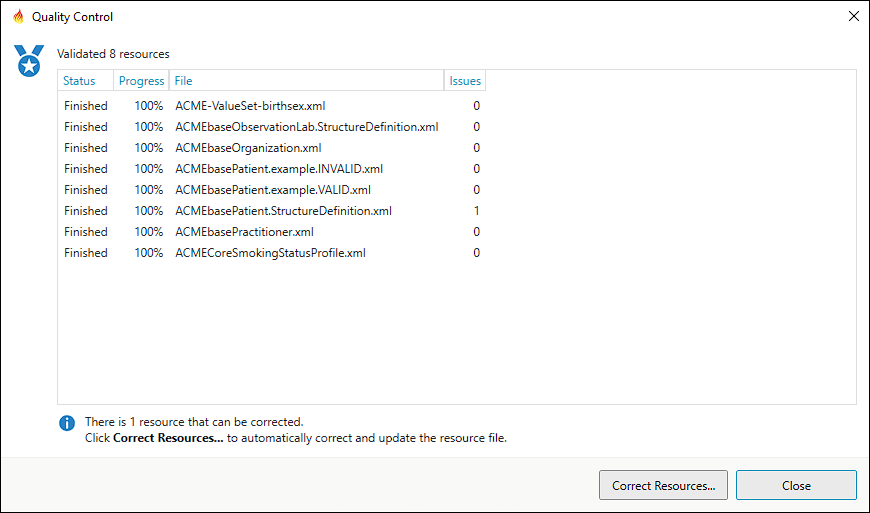 Quality Control
Validated 8 resources
Status Progress File Issues
Finished 100% ACME-ValueSet-birthsex.xml 0
Finished 100% ACMEbaseObservationLab.StructureDefinition.xml 0
Finished 100% ACMEbaseOrganization.xml 0
Finished 100% ACMEbasePatient.example.INVALID.xml 0
Finished 100% ACMEbasePatient.example.VALID.xml 0
Finished 100% ACMEbasePatient.StructureDefinition.xml 1
Finished 100% ACMEbasePractitioner.xml 0
Finished 100% ACMECoreSmokingStatusProfile.xml 0
There is 1 resource that can be corrected.
Click Correct Resources... to automatically correct and update the resource file.
Correct Resources... Close